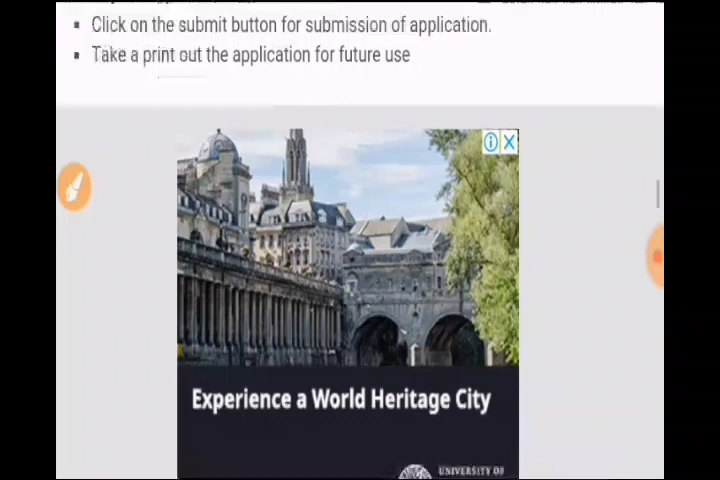 Click on the submit button for submission of application.
Take a print out the application for future use
Experience a World Heritage City
UNIVERSITY OF